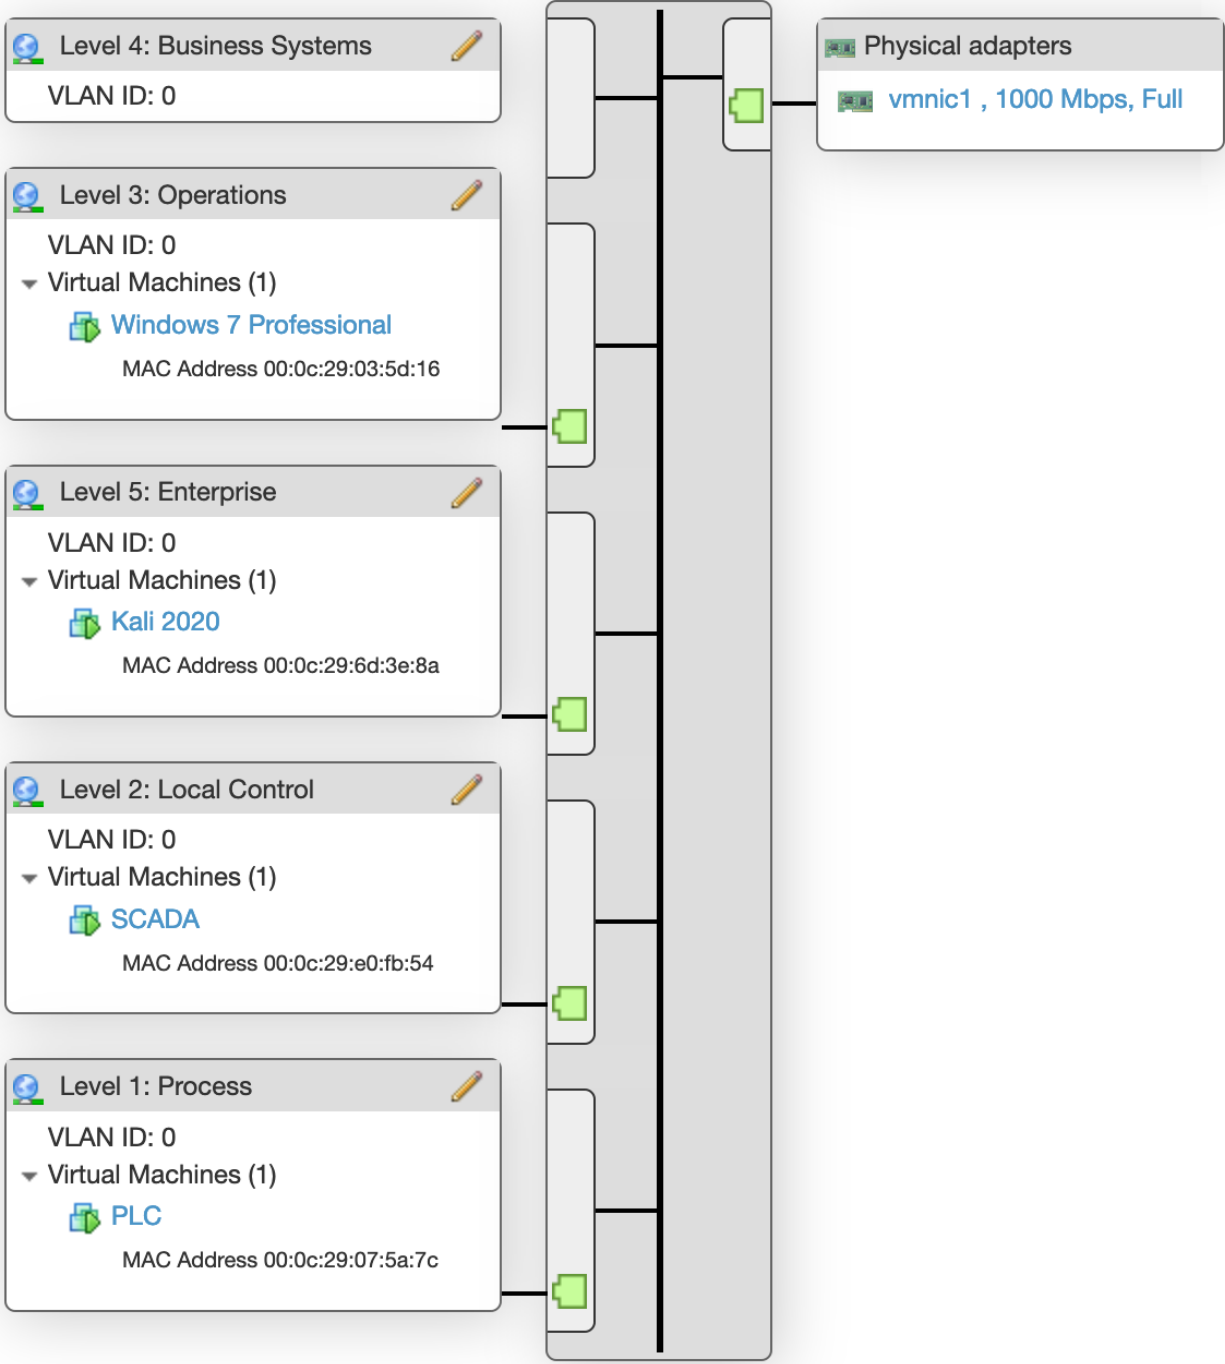 Level 4: Business Systems
VLAN ID: 0
Physical adapters
vmnic1 , 1000 Mbps, Full
Level 3: Operations
VLAN ID: 0
Virtual Machines (1)
Windows 7 Professional
MAC Address 00:0c:29:03:5d:16
Level 5: Enterprise
VLAN ID: 0
Virtual Machines (1)
Kali 2020
MAC Address 00:0c:29:6d:3e:8a
Level 2: Local Control
VLAN ID: 0
Virtual Machines (1)
SCADA
MAC Address 00:0c:29:e0:fb:54
Level 1: Process
VLAN ID: 0
Virtual Machines (1)
PLC
MAC Address 00:0c:29:07:5a:7c